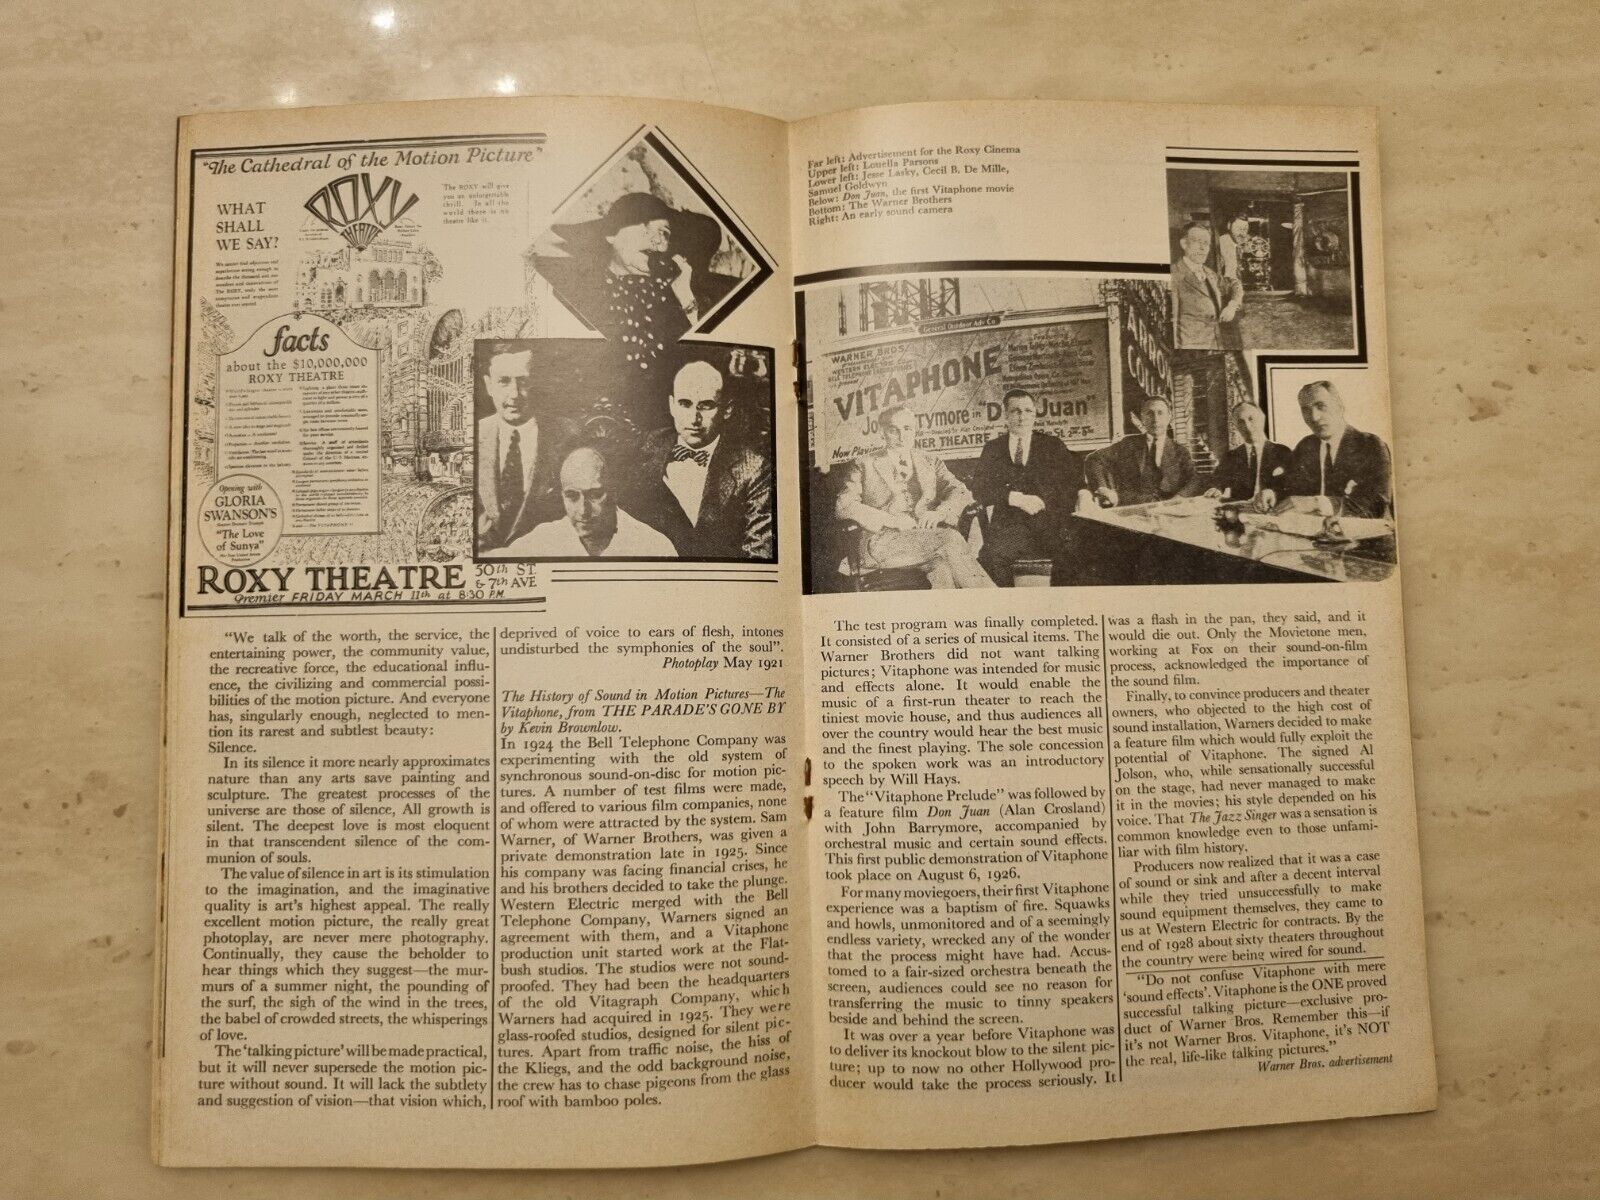 "The Cathedral of the Motion Picture"
WHAT
SHALL
WE SAY?
ROXY
THEATRE
The ROXY will give
you an unforgettable
thrill. In all the
world there is no
theatre like it.
facts
about the $10,000,000
ROXY THEATRE
Opening with
GLORIA
SWANSON'S
"The Love
of Sunya"
ROXY THEATRE 50th ST.
& 7th AVE
Premier FRIDAY MARCH 11th at 8:30 P.M.
"We talk of the worth, the service, the
entertaining power, the community value,
the recreative force, the educational influ-
ence, the civilizing and commercial possi-
bilities of the motion picture. And everyone
has, singularly enough, neglected to men-
tion its rarest and subtlest beauty:
Silence.
In its silence it more nearly approximates
nature than any arts save painting and
sculpture. The greatest processes of the
universe are those of silence, All growth is
silent. The deepest love is most eloquent
in that transcendent silence of the com-
munion of souls.
The value of silence in art is its stimulation
to the imagination, and the imaginative
quality is art's highest appeal. The really
excellent motion picture, the really great
photoplay, are never mere photography.
Continually, they cause the beholder to
hear things which they suggest—the mur-
murs of a summer night, the pounding of
the surf, the sigh of the wind in the trees,
the babel of crowded streets, the whisperings
of love.
The 'talking picture' will be made practical,
but it will never supersede the motion pic-
ture without sound. It will lack the subtlety
and suggestion of vision—that vision which,
deprived of voice to ears of flesh, intones
undisturbed the symphonies of the soul".
Photoplay May 1921
The History of Sound in Motion Pictures—The
Vitaphone, from THE PARADE'S GONE BY
by Kevin Brownlow.
In 1924 the Bell Telephone Company was
experimenting with the old system of
synchronous sound-on-disc for motion pic-
tures. A number of test films were made,
and offered to various film companies, none
of whom were attracted by the system. Sam
Warner, of Warner Brothers, was given a
private demonstration late in 1925. Since
his company was facing financial crises, he
and his brothers decided to take the plunge.
Western Electric merged with the Bell
Telephone Company, Warners signed an
agreement with them, and a Vitaphone
production unit started work at the Flat-
bush studios. The studios were not sound-
proofed. They had been the headquarters
of the old Vitagraph Company, which
Warners had acquired in 1925. They were
glass-roofed studios, designed for silent pic-
tures. Apart from traffic noise, the hiss of
the Kliegs, and the odd background noise,
the crew has to chase pigeons from the glass
roof with bamboo poles.
Far left: Advertisement for the Roxy Cinema
Upper left: Louella Parsons
Lower left: Jesse Lasky, Cecil B. De Mille,
Samuel Goldwyn
Below: Don Juan, the first Vitaphone movie
Bottom: The Warner Brothers
Right: An early sound camera
General Outdoor Adv Co
WARNER BROS.
WESTERN ELECTRIC
BELL TELEPHONE
VITAPHONE
Now Playing
The test program was finally completed.
It consisted of a series of musical items. The
Warner Brothers did not want talking
pictures; Vitaphone was intended for music
and effects alone. It would enable the
music of a first-run theater to reach the
tiniest movie house, and thus audiences all
over the country would hear the best music
and the finest playing. The sole concession
to the spoken work was an introductory
speech by Will Hays.
The "Vitaphone Prelude" was followed by
a feature film Don Juan (Alan Crosland)
with John Barrymore, accompanied by
orchestral music and certain sound effects.
This first public demonstration of Vitaphone
took place on August 6, 1926.
For many moviegoers, their first Vitaphone
experience was a baptism of fire. Squawks
and howls, unmonitored and of a seemingly
endless variety, wrecked any of the wonder
that the process might have had. Accus-
tomed to a fair-sized orchestra beneath the
screen, audiences could see no reason for
transferring the music to tinny speakers
beside and behind the screen.
It was over a year before Vitaphone was
to deliver its knockout blow to the silent pic-
ture; up to now no other Hollywood pro-
ducer would take the process seriously. It
was a flash in the pan, they said, and it
would die out. Only the Movietone men,
working at Fox on their sound-on-film
process, acknowledged the importance of
the sound film.
Finally, to convince producers and theater
owners, who objected to the high cost of
sound installation, Warners decided to make
a feature film which would fully exploit the
potential of Vitaphone. The signed Al
Jolson, who, while sensationally successful
on the stage, had never managed to make
it in the movies; his style depended on his
voice. That The Jazz Singer was a sensation is
common knowledge even to those unfami-
liar with film history.
Producers now realized that it was a case
of sound or sink and after a decent interval
while they tried unsuccessfully to make
sound equipment themselves, they came to
us at Western Electric for contracts. By the
end of 1928 about sixty theaters throughout
the country were being wired for sound.
"Do not confuse Vitaphone with mere
'sound effects'. Vitaphone is the ONE proved
successful talking picture—exclusive pro-
duct of Warner Bros. Remember this—if
it's not Warner Bros. Vitaphone, it's NOT
the real, life-like talking pictures."
Warner Bros. advertisement